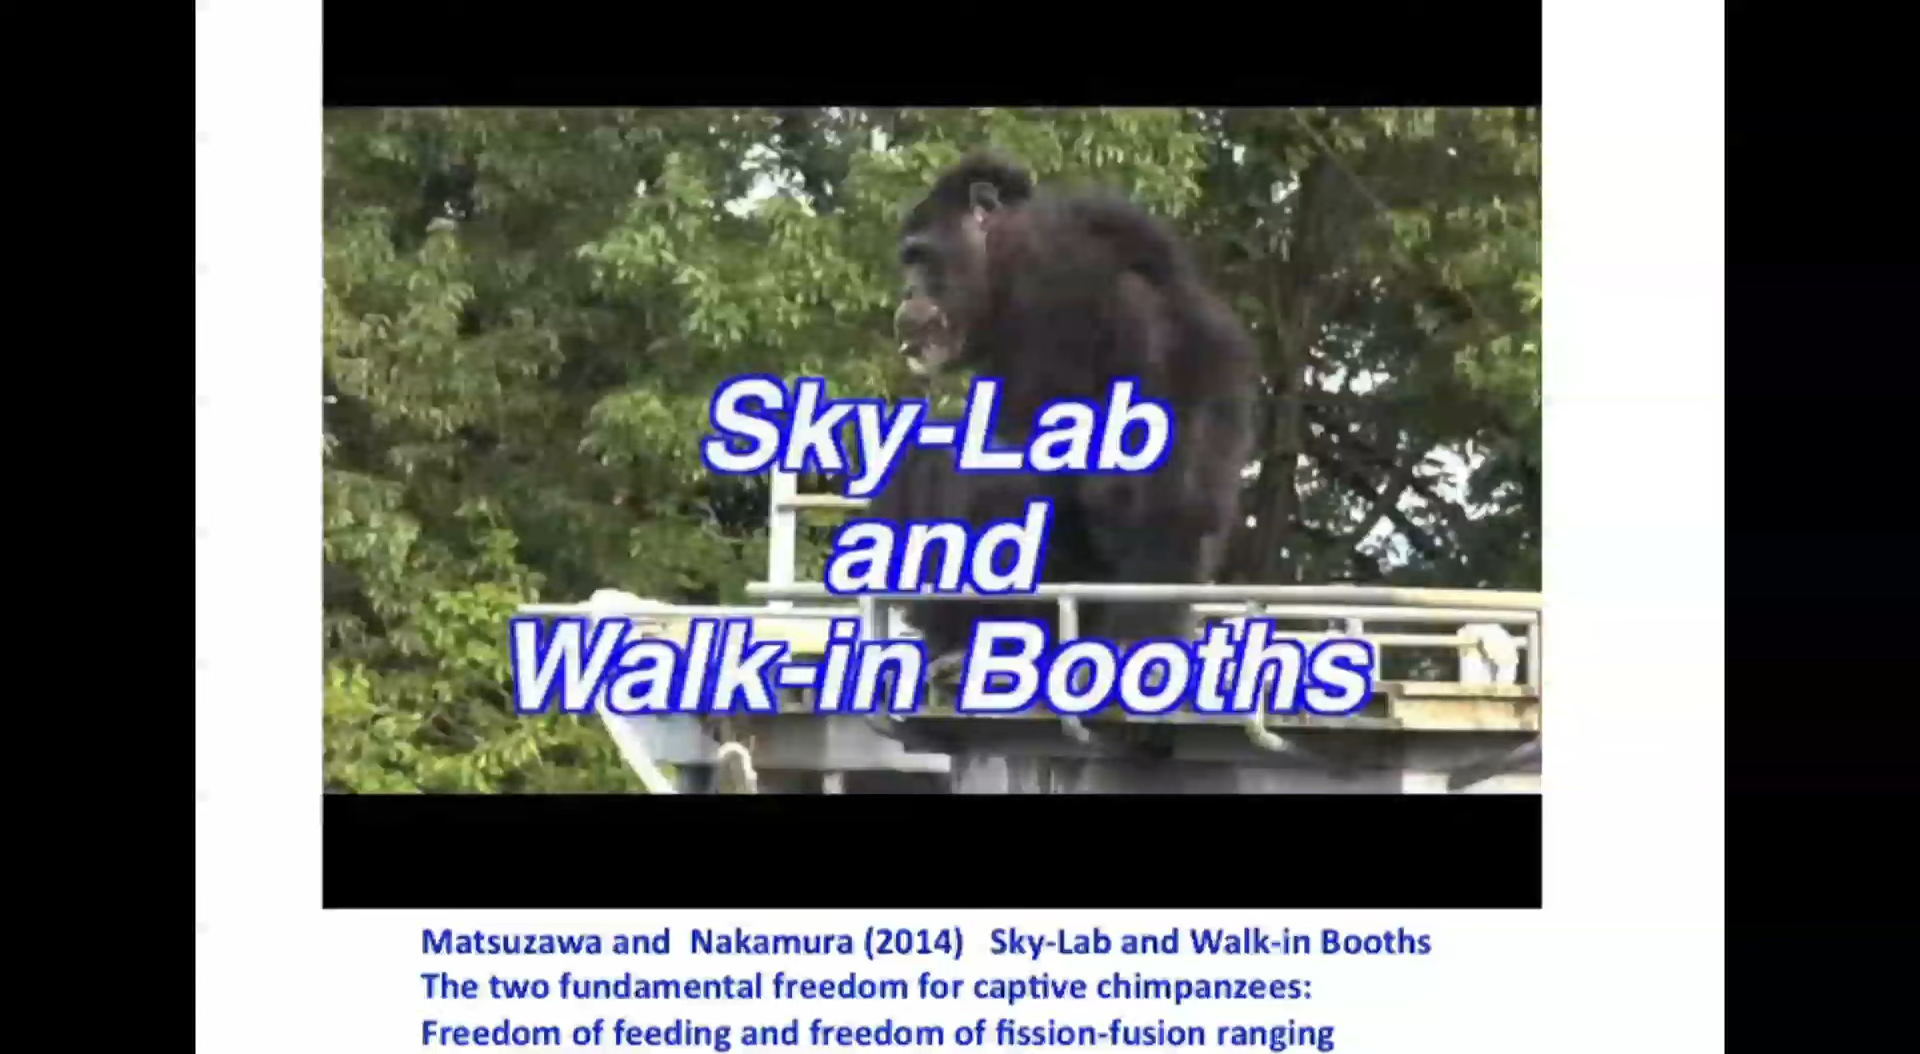 Sky-Lab
and
Walk-in Booths
Matsuzawa and Nakamura (2014) Sky-Lab and Walk-in Booths
The two fundamental freedom for captive chimpanzees:
Freedom of feeding and freedom of fission-fusion ranging